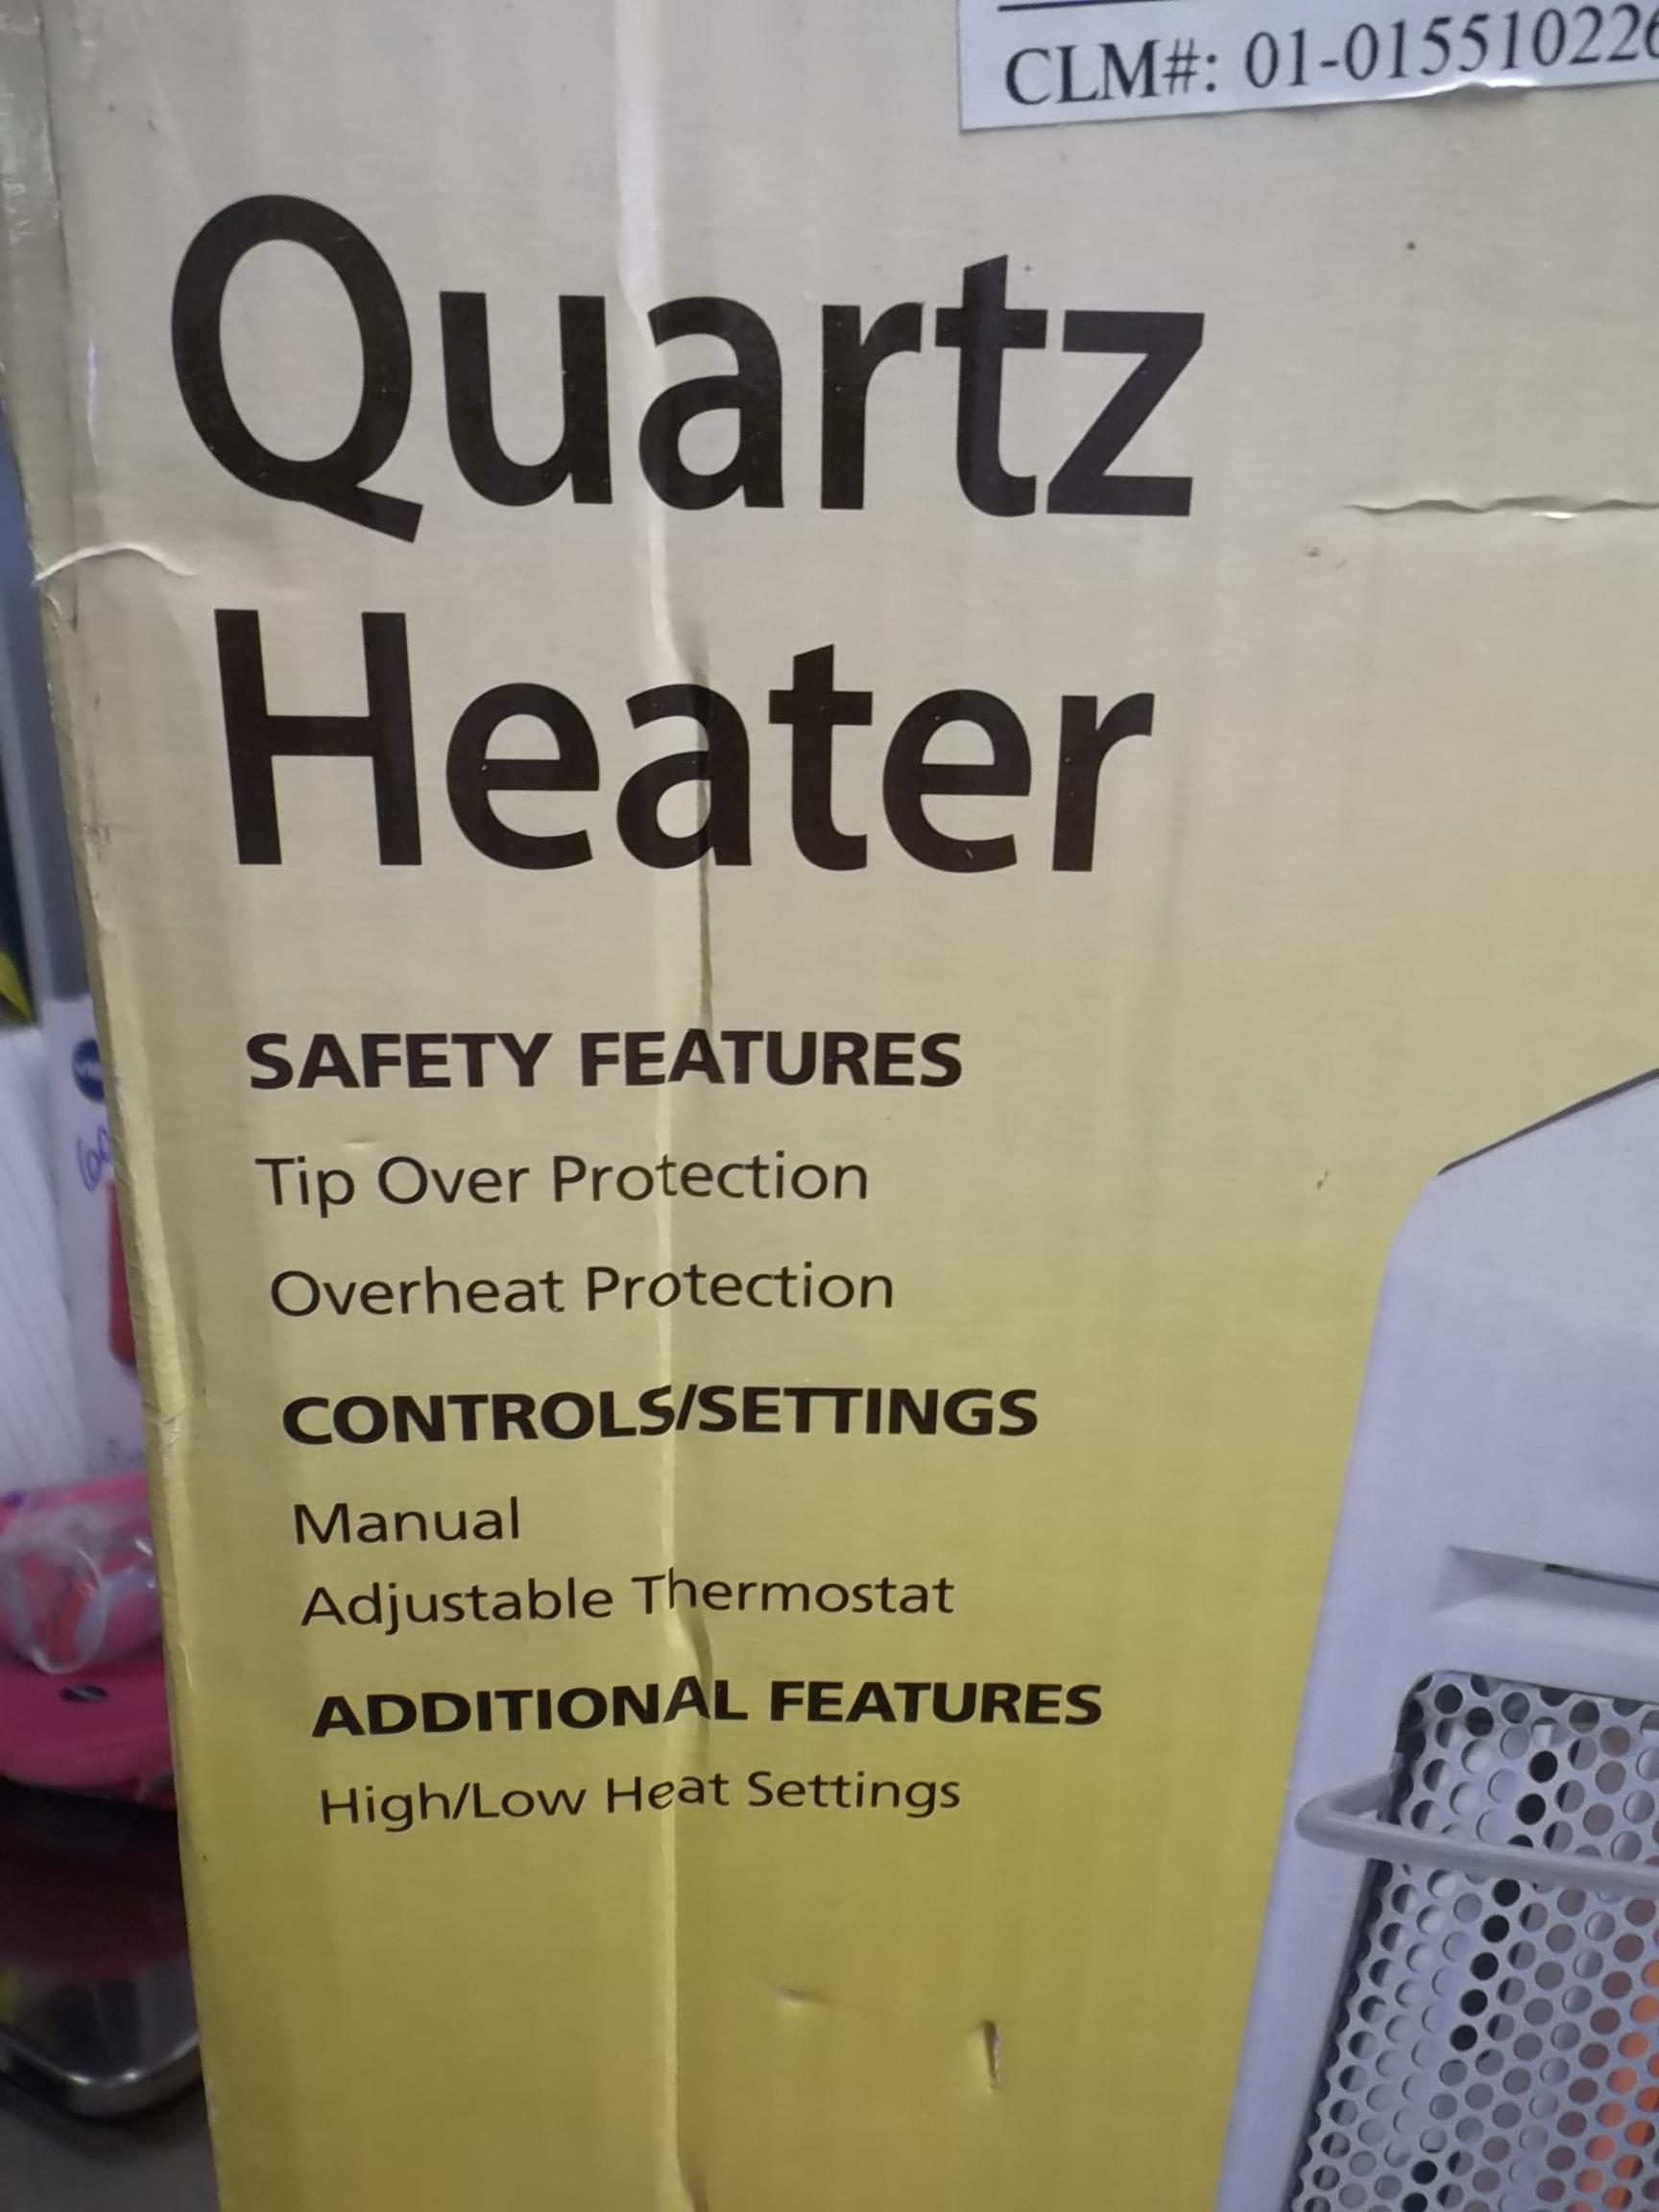 CLM#: 01-015510226
Quartz
Heater
SAFETY FEATURES
Tip Over Protection
Overheat Protection
CONTROLS/SETTINGS
Manual
Adjustable Thermostat
ADDITIONAL FEATURES
High/Low Heat Settings